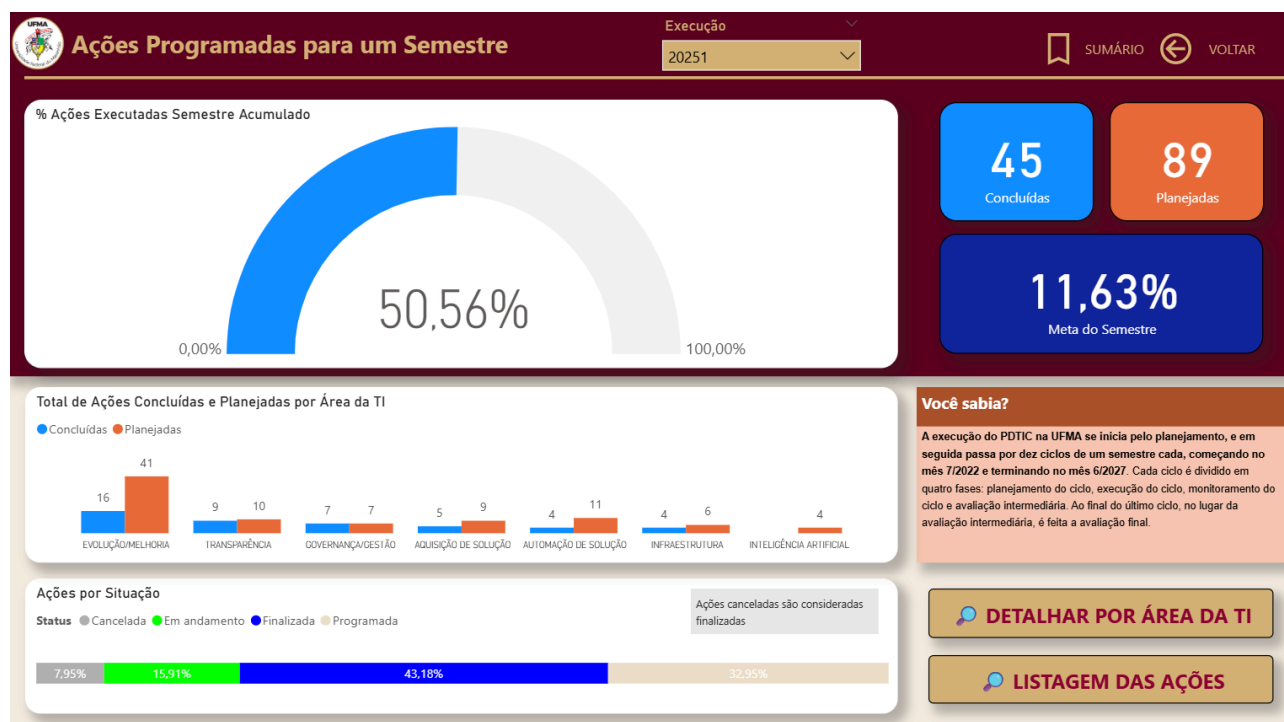 UFMA
Ações Programadas para um Semestre
Execução
20251
SUMÁRIO
VOLTAR
% Ações Executadas Semestre Acumulado
50,56%
0,00%
100,00%
45
Concluídas
89
Planejadas
11,63%
Meta do Semestre
Total de Ações Concluídas e Planejadas por Área da TI
Concluídas Planejadas
16 41
9 10
7 7
5 9
4 11
4 6
4
EVOLUÇÃO/MELHORIA TRANSPARÊNCIA GOVERNANÇA/GESTÃO AQUISIÇÃO DE SOLUÇÃO AUTOMAÇÃO DE SOLUÇÃO INFRAESTRUTURA INTELIGÊNCIA ARTIFICIAL
Você sabia?
A execução do PDTIC na UFMA se inicia pelo planejamento, e em
seguida passa por dez ciclos de um semestre cada, começando no
mês 7/2022 e terminando no mês 6/2027. Cada ciclo é dividido em
quatro fases: planejamento do ciclo, execução do ciclo, monitoramento do
ciclo e avaliação intermediária. Ao final do último ciclo, no lugar da
avaliação intermediária, é feita a avaliação final.
Ações por Situação
Status Cancelada Em andamento Finalizada Programada
Ações canceladas são consideradas
finalizadas
7,95% 15,91% 43,18% 32,95%
DETALHAR POR ÁREA DA TI
LISTAGEM DAS AÇÕES